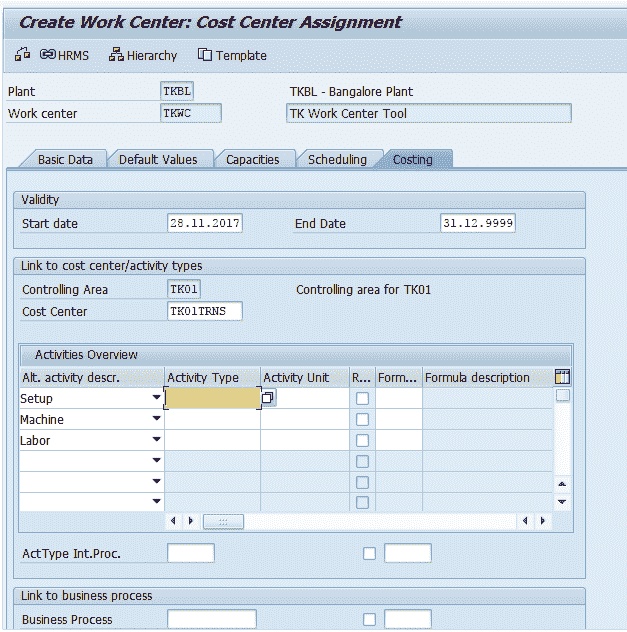 Create Work Center: Cost Center Assignment
HRMS Hierarchy Template
Plant TKBL TKBL - Bangalore Plant
Work center TKWC TK Work Center Tool
Basic Data Default Values Capacities Scheduling Costing
Validity
Start date 28.11.2017 End Date 31.12.9999
Link to cost center/activity types
Controlling Area TK01 Controlling area for TK01
Cost Center TK01TRNS
Activities Overview
Alt. activity descr. Activity Type Activity Unit R... Form... Formula description
Setup
Machine
Labor
ActType Int.Proc.
Link to business process
Business Process